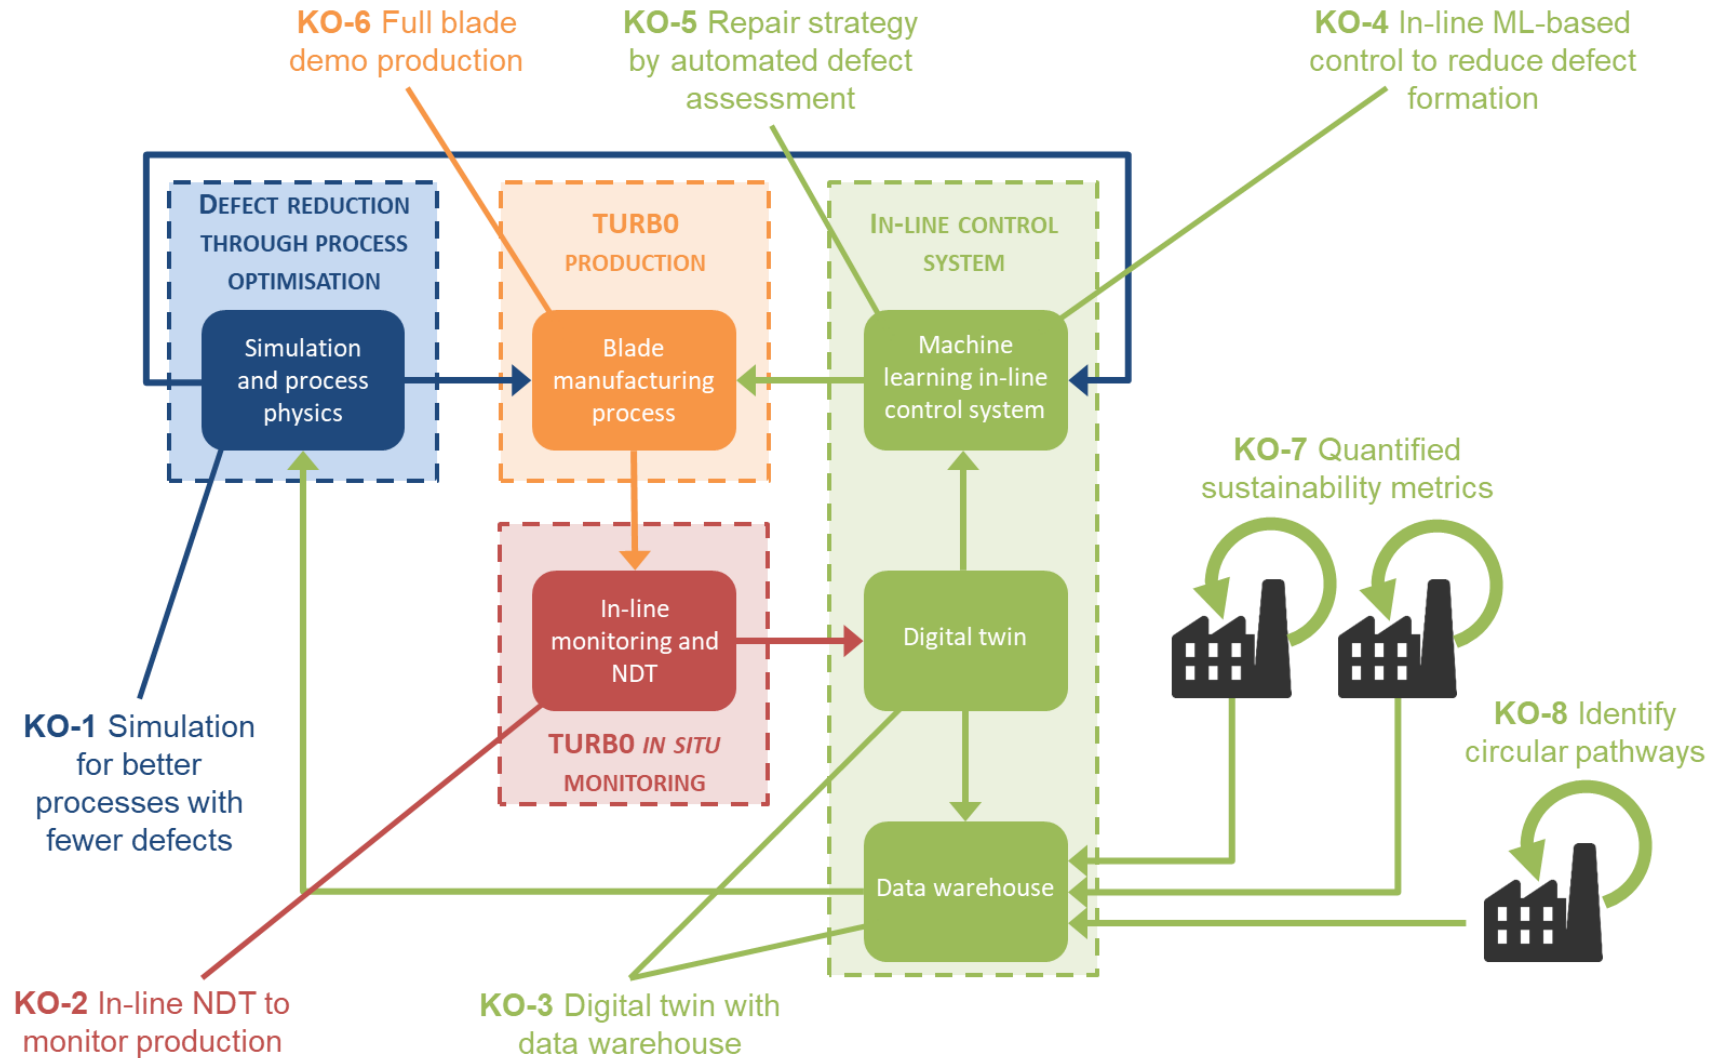 KO-6 Full blade
demo production
KO-5 Repair strategy
by automated defect
assessment
KO-4 In-line ML-based
control to reduce defect
formation
DEFECT REDUCTION
THROUGH PROCESS
OPTIMISATION
TURBO
PRODUCTION
IN-LINE CONTROL
SYSTEM
Simulation
and process
physics
Blade
manufacturing
process
Machine
learning in-line
control system
KO-7 Quantified
sustainability metrics
In-line
monitoring and
NDT
Digital twin
TURBO IN SITU
MONITORING
KO-1 Simulation
for better
processes with
fewer defects
KO-8 Identify
circular pathways
Data warehouse
KO-2 In-line NDT to
monitor production
KO-3 Digital twin with
data warehouse